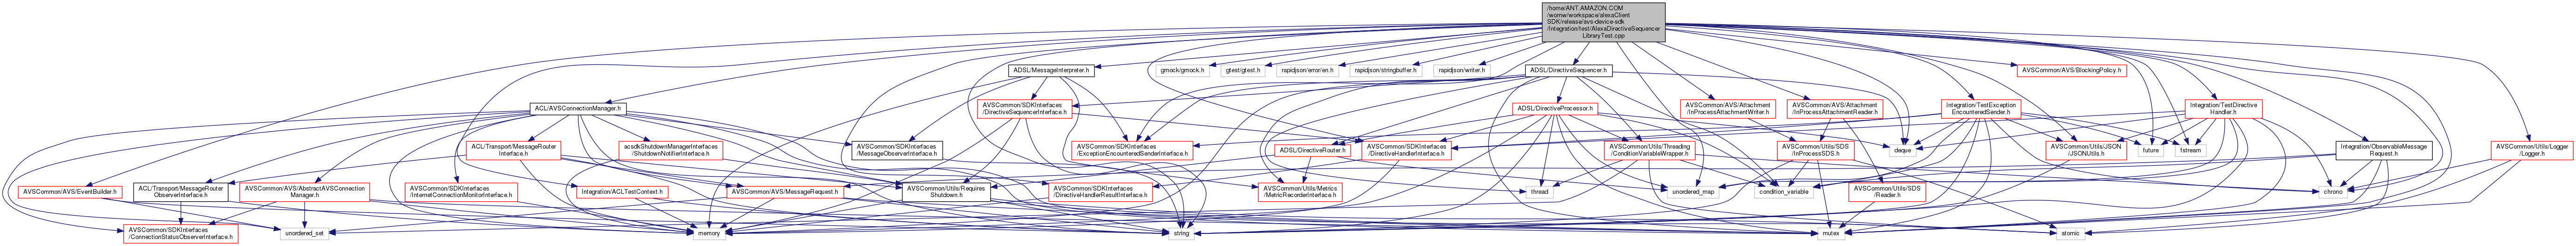 /home/ANT.AMAZON.COM
/womw/workspace/alexaClient
SDK/release/avs-device-sdk
/Integration/test/AlexaDirectiveSequencer
LibraryTest.cpp
ADSL/MessageInterpreter.h
gmock/gmock.h
gtest/gtest.h
rapidjson/error/en.h
rapidjson/stringbuffer.h
rapidjson/writer.h
ADSL/DirectiveSequencer.h
AVSCommon/AVS/BlockingPolicy.h
ACL/AVSConnectionManager.h
AVSCommon/SDKInterfaces
/DirectiveSequencerInterface.h
ADSL/DirectiveProcessor.h
AVSCommon/AVS/Attachment
/InProcessAttachmentWriter.h
AVSCommon/AVS/Attachment
/InProcessAttachmentReader.h
Integration/TestException
EncounteredSender.h
Integration/TestDirective
Handler.h
ACL/Transport/MessageRouter
Interface.h
acsdkShutdownManagerInterfaces
/ShutdownNotifierInterface.h
AVSCommon/SDKInterfaces
/MessageObserverInterface.h
AVSCommon/SDKInterfaces
/ExceptionEncounteredSenderInterface.h
ADSL/DirectiveRouter.h
AVSCommon/SDKInterfaces
/DirectiveHandlerInterface.h
AVSCommon/Utils/Threading
/ConditionVariableWrapper.h
AVSCommon/Utils/SDS
/InProcessSDS.h
deque
AVSCommon/Utils/JSON
/JSONUtils.h
future
fstream
Integration/ObservableMessage
Request.h
AVSCommon/Utils/Logger
/Logger.h
AVSCommon/AVS/EventBuilder.h
ACL/Transport/MessageRouter
ObserverInterface.h
AVSCommon/AVS/AbstractAVSConnection
Manager.h
AVSCommon/SDKInterfaces
/InternetConnectionMonitorInterface.h
Integration/ACLTestContext.h
AVSCommon/AVS/MessageRequest.h
AVSCommon/Utils/Requires
Shutdown.h
AVSCommon/SDKInterfaces
/DirectiveHandlerResultInterface.h
AVSCommon/Utils/Metrics
/MetricRecorderInterface.h
thread
unordered_map
condition_variable
AVSCommon/Utils/SDS
/Reader.h
chrono
AVSCommon/SDKInterfaces
/ConnectionStatusObserverInterface.h
unordered_set
memory
string
mutex
atomic